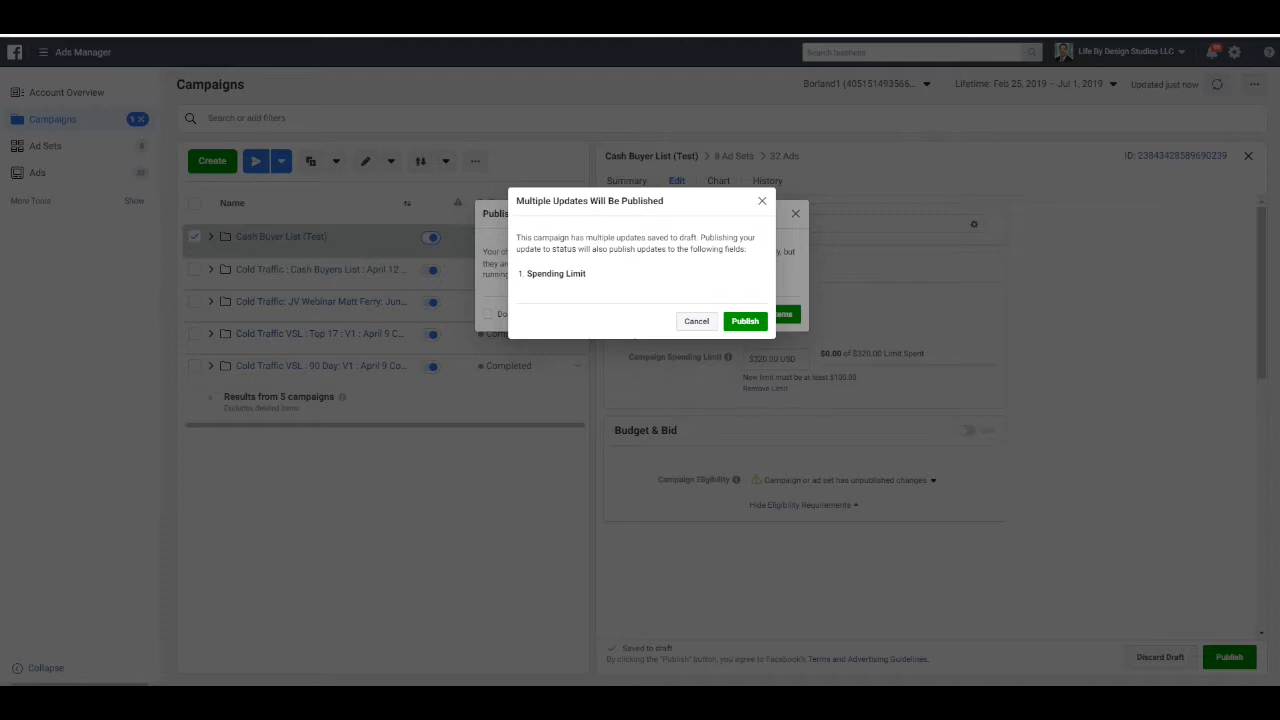 Ads Manager
Search business
Life By Design Studios LLC
Campaigns
Borland1 (405151493566...
Lifetime: Feb 25, 2019 – Jul 1, 2019
Updated just now
Account Overview
Campaigns
1 X
Ad Sets
8
Ads
More Tools
Show
Search or add filters
Create
Cash Buyer List (Test)
8 Ad Sets
32 Ads
ID: 23843428589690239
Summary
Edit
Chart
History
Name
Cash Buyer List (Test)
Cold Traffic : Cash Buyers List : April 12 ...
Cold Traffic: JV Webinar Matt Ferry: Jun...
Cold Traffic VSL : Top 17 : V1 : April 9 C...
Cold Traffic VSL : 90 Day: V1 : April 9 Co...
Completed
Results from 5 campaigns
Excludes deleted items
Multiple Updates Will Be Published
This campaign has multiple updates saved to draft. Publishing your
update to status will also publish updates to the following fields:
1. Spending Limit
Cancel
Publish
Campaign Spending Limit
$320.00 USD
$0.00 of $320.00 Limit Spent
New limit must be at least $100.00
Remove Limit
Budget & Bid
Campaign Eligibility
Campaign or ad set has unpublished changes
Hide Eligibility Requirements
Saved to draft
By clicking the "Publish" button, you agree to Facebook's Terms and Advertising Guidelines.
Discard Draft
Publish
Collapse